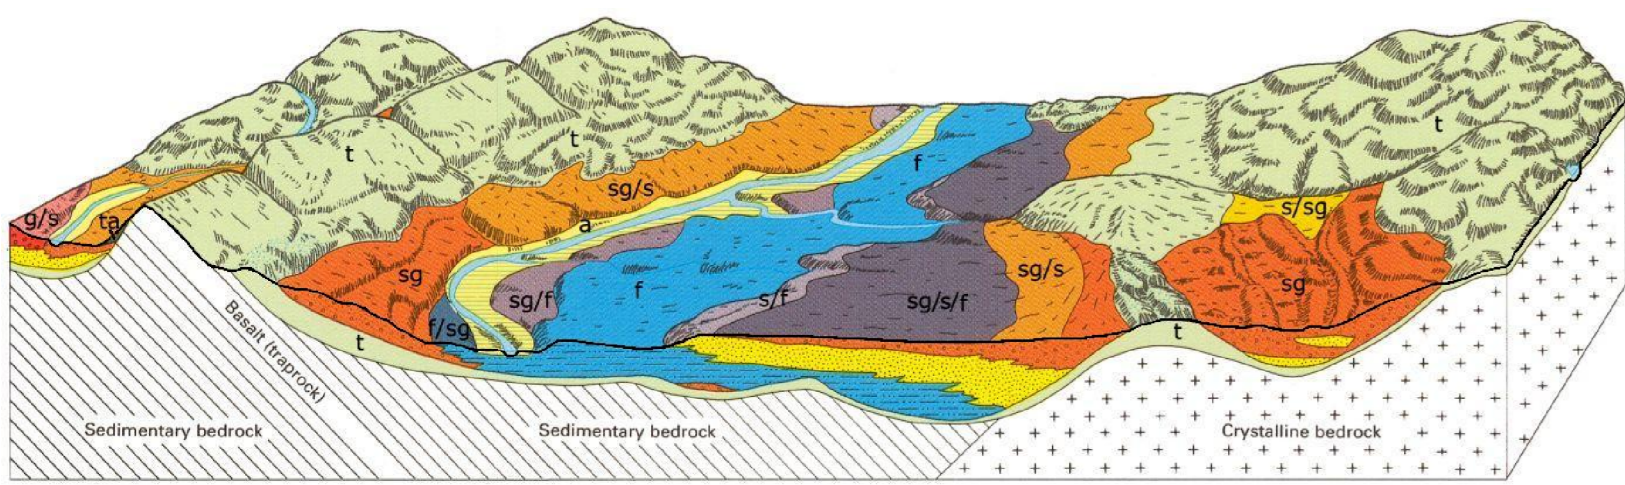 t
t
t
t
f
g/s
ta
sg/s
a
s/sg
sg
sg/f
f
s/f
sg/s/f
sg/s
sg
f/sg
t
t
Basalt (traprock)
Sedimentary bedrock
Sedimentary bedrock
Crystalline bedrock